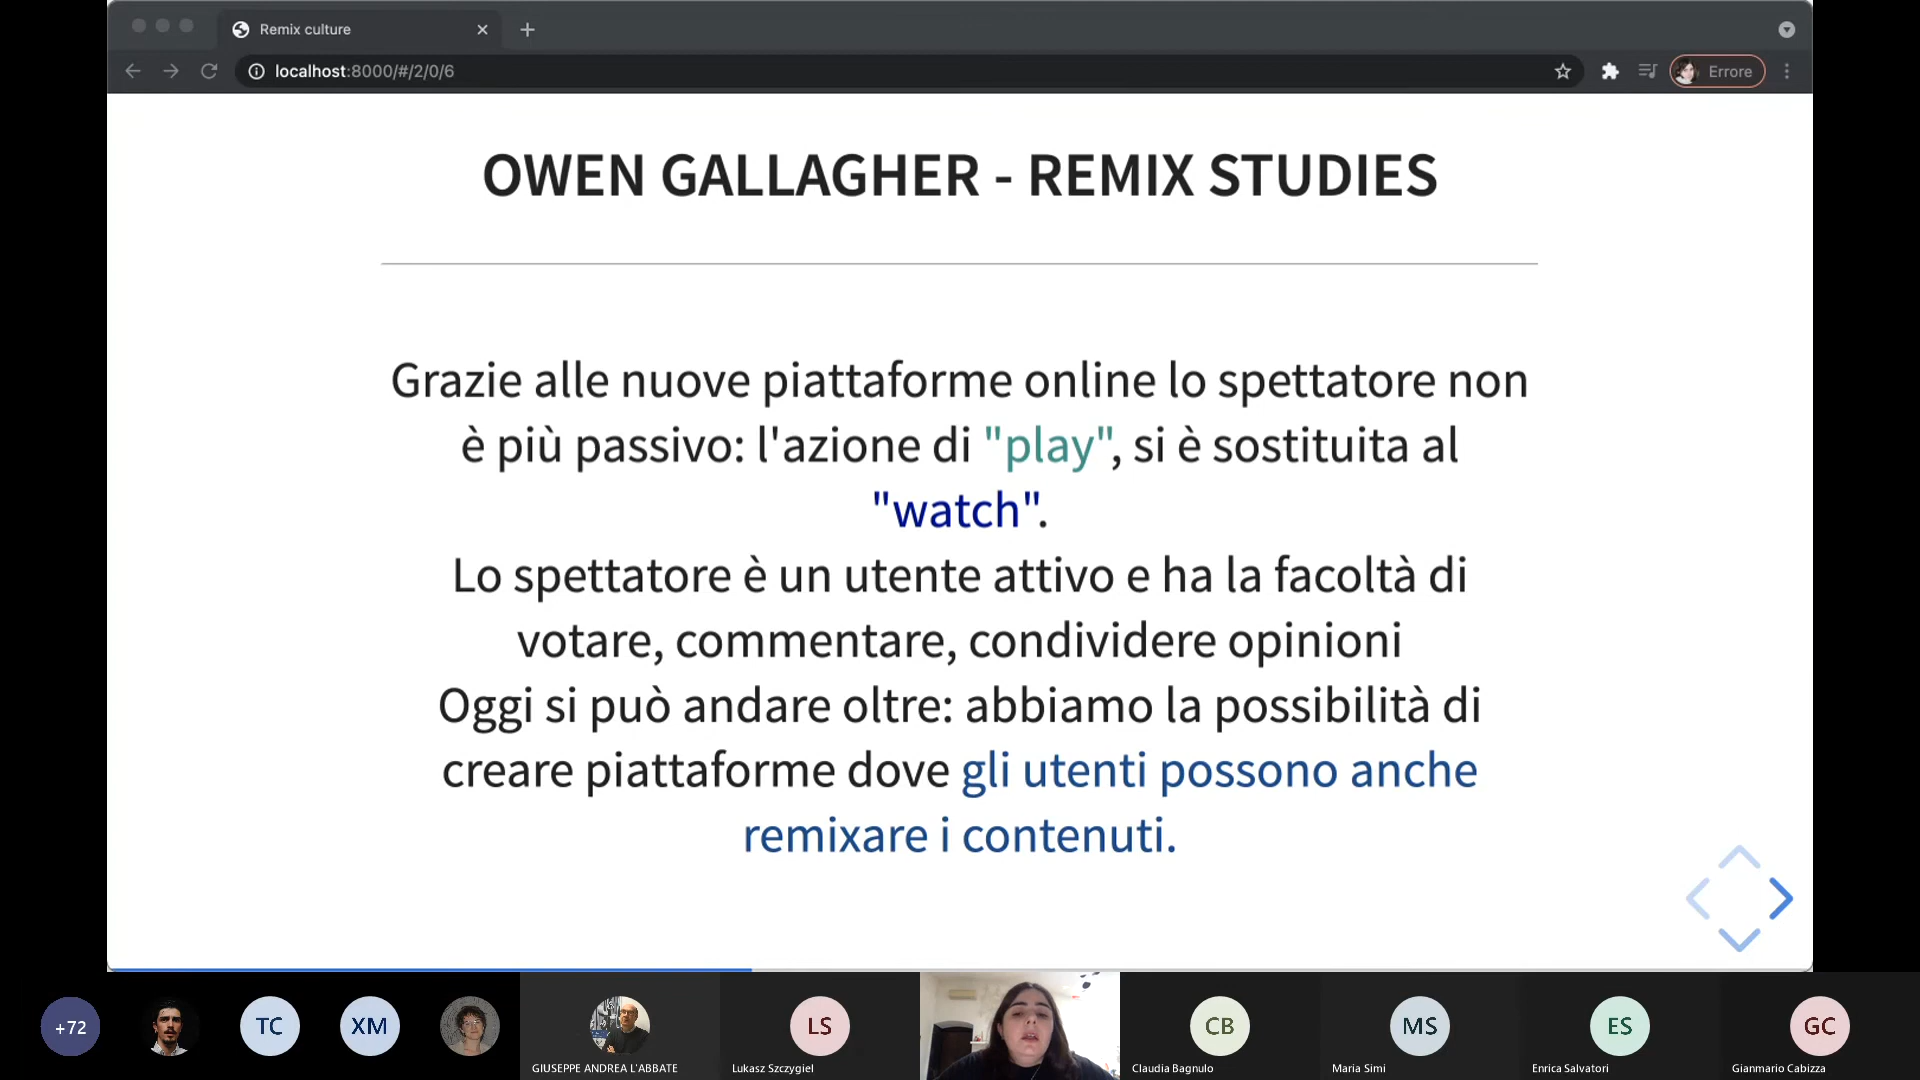 Remix culture
localhost:8000/#/2/0/6
Errore
OWEN GALLAGHER - REMIX STUDIES
Grazie alle nuove piattaforme online lo spettatore non
è più passivo: l'azione di "play", si è sostituita al
"watch".
Lo spettatore è un utente attivo e ha la facoltà di
votare, commentare, condividere opinioni
Oggi si può andare oltre: abbiamo la possibilità di
creare piattaforme dove gli utenti possono anche
remixare i contenuti.
+72
TC
XM
LS
CB
MS
ES
GC
GIUSEPPE ANDREA L'ABBATE
Lukasz Szczygiel
Claudia Bagnulo
Maria Simi
Enrica Salvatori
Gianmario Cabizza